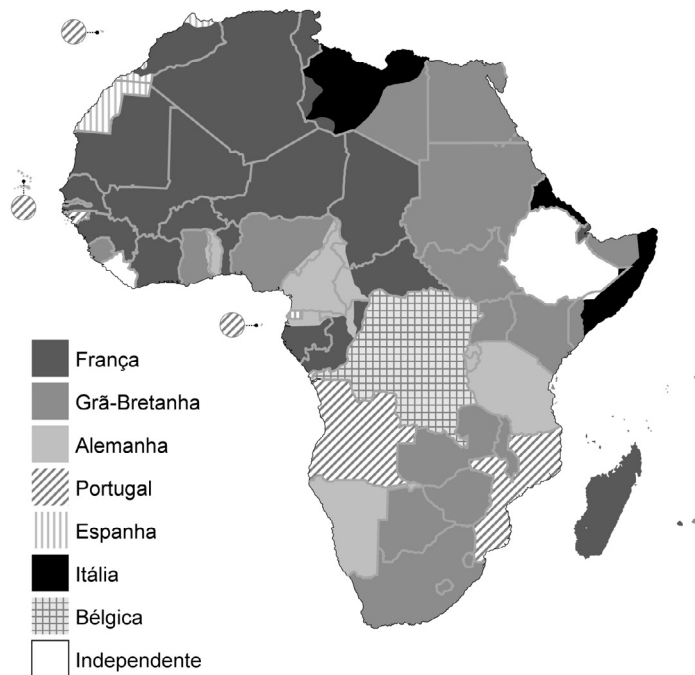 França
Grã-Bretanha
Alemanha
Portugal
Espanha
Itália
Bélgica
Independente